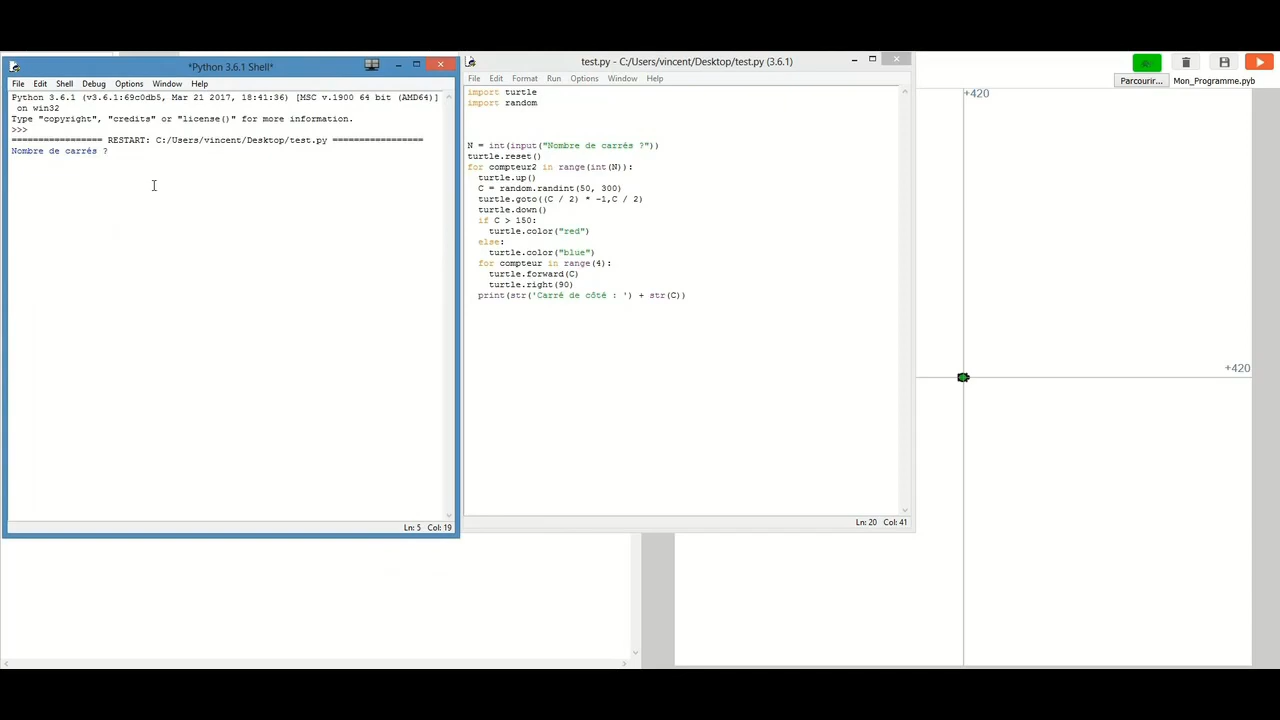 *Python 3.6.1 Shell*
File Edit Shell Debug Options Window Help
Python 3.6.1 (v3.6.1:69c0db5, Mar 21 2017, 18:41:36) [MSC v.1900 64 bit (AMD64)]
on win32
Type "copyright", "credits" or "license()" for more information.
>>>
================= RESTART: C:/Users/vincent/Desktop/test.py =================
Nombre de carrés ?
Ln: 5 Col: 19
test.py - C:/Users/vincent/Desktop/test.py (3.6.1)
File Edit Format Run Options Window Help
import turtle
import random
N = int(input("Nombre de carrés ?"))
turtle.reset()
for compteur2 in range(int(N)):
  turtle.up()
  C = random.randint(50, 300)
  turtle.goto((C / 2) * -1,C / 2)
  turtle.down()
  if C > 150:
    turtle.color("red")
  else:
    turtle.color("blue")
  for compteur in range(4):
    turtle.forward(C)
    turtle.right(90)
  print(str('Carré de côté : ') + str(C))
Ln: 20 Col: 41
Parcourir... Mon_Programme.pyb
+420
+420